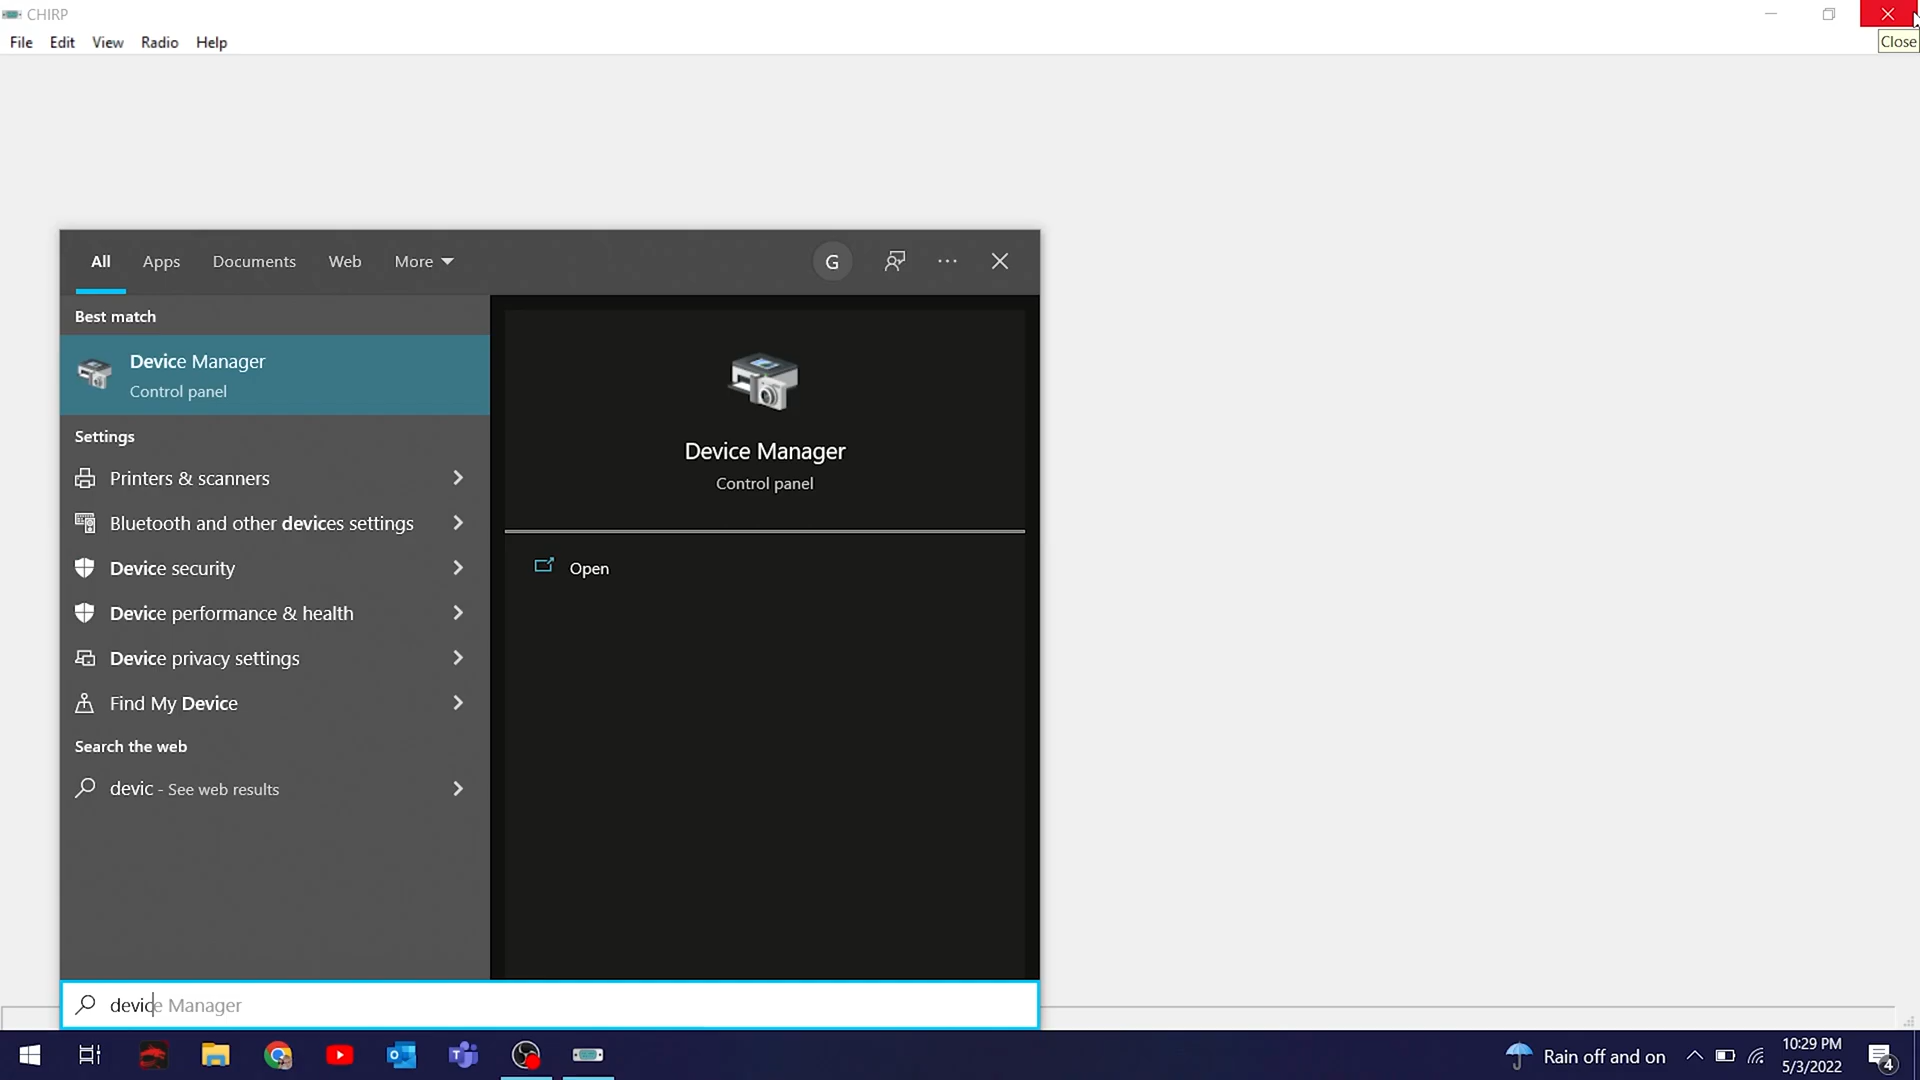 CHIRP
File Edit View Radio Help
Close
All Apps Documents Web More
G
Best match
Device Manager
Control panel
Settings
Printers & scanners
Bluetooth and other devices settings
Device security
Device performance & health
Device privacy settings
Find My Device
Search the web
devic - See web results
Device Manager
Control panel
Open
device Manager
Rain off and on
10:29 PM
5/3/2022
4